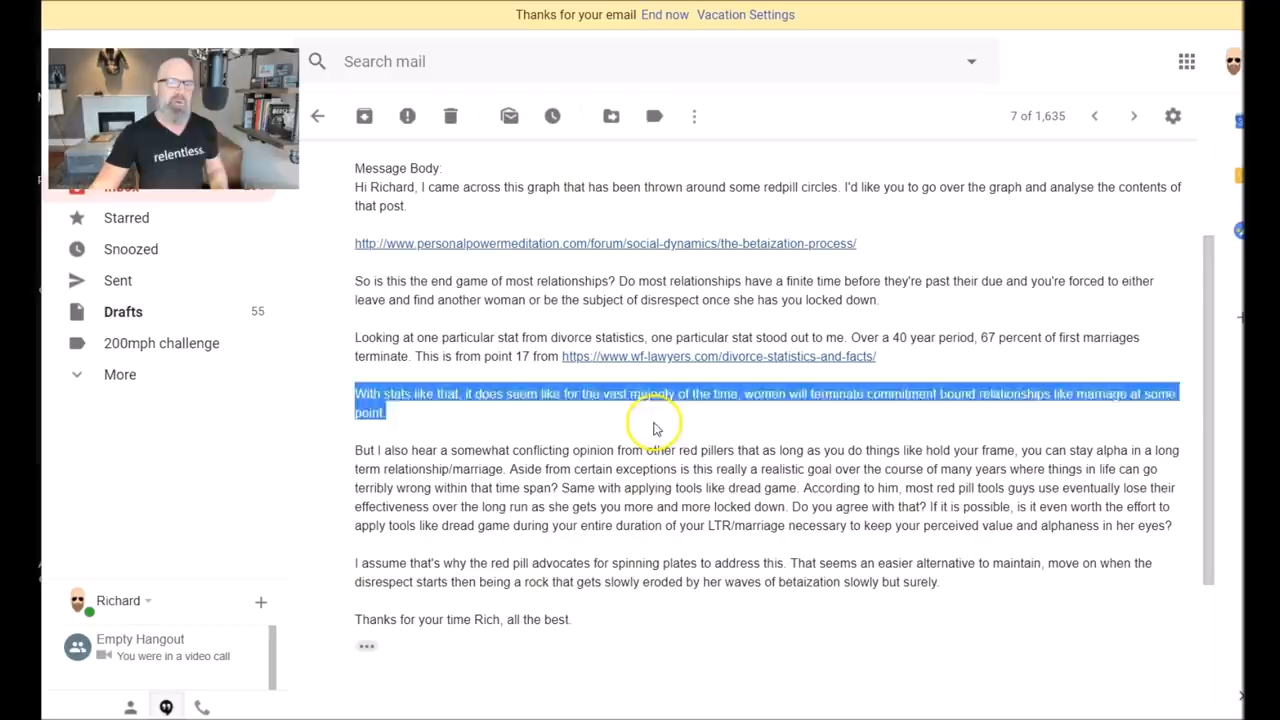 Thanks for your email End now Vacation Settings
Search mail
relentless.
7 of 1,635
Starred
Snoozed
Sent
Drafts 55
200mph challenge
More
Message Body:
Hi Richard, I came across this graph that has been thrown around some redpill circles. I'd like you to go over the graph and analyse the contents of
that post.
http://www.personalpowermeditation.com/forum/social-dynamics/the-betaization-process/
So is this the end game of most relationships? Do most relationships have a finite time before they're past their due and you're forced to either
leave and find another woman or be the subject of disrespect once she has you locked down.
Looking at one particular stat from divorce statistics, one particular stat stood out to me. Over a 40 year period, 67 percent of first marriages
terminate. This is from point 17 from https://www.wf-lawyers.com/divorce-statistics-and-facts/
With stats like that, it does seem like for the vast majority of the time, women will terminate commitment bound relationships like marriage at some
point.
But I also hear a somewhat conflicting opinion from other red pillers that as long as you do things like hold your frame, you can stay alpha in a long
term relationship/marriage. Aside from certain exceptions is this really a realistic goal over the course of many years where things in life can go
terribly wrong within that time span? Same with applying tools like dread game. According to him, most red pill tools guys use eventually lose their
effectiveness over the long run as she gets you more and more locked down. Do you agree with that? If it is possible, is it even worth the effort to
apply tools like dread game during your entire duration of your LTR/marriage necessary to keep your perceived value and alphaness in her eyes?
I assume that's why the red pill advocates for spinning plates to address this. That seems an easier alternative to maintain, move on when the
disrespect starts then being a rock that gets slowly eroded by her waves of betaization slowly but surely.
Thanks for your time Rich, all the best.
Richard
Empty Hangout
You were in a video call